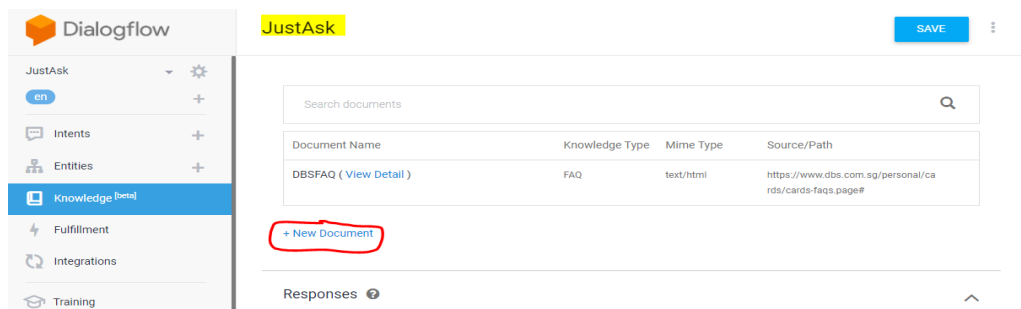 Dialogflow
JustAsk
SAVE
JustAsk
en
Intents
Entities
Knowledge [beta]
Fulfillment
Integrations
Training
Search documents
Document Name Knowledge Type Mime Type Source/Path
DBSFAQ ( View Detail ) FAQ text/html https://www.dbs.com.sg/personal/ca
rds/cards-faqs.page#
+ New Document
Responses